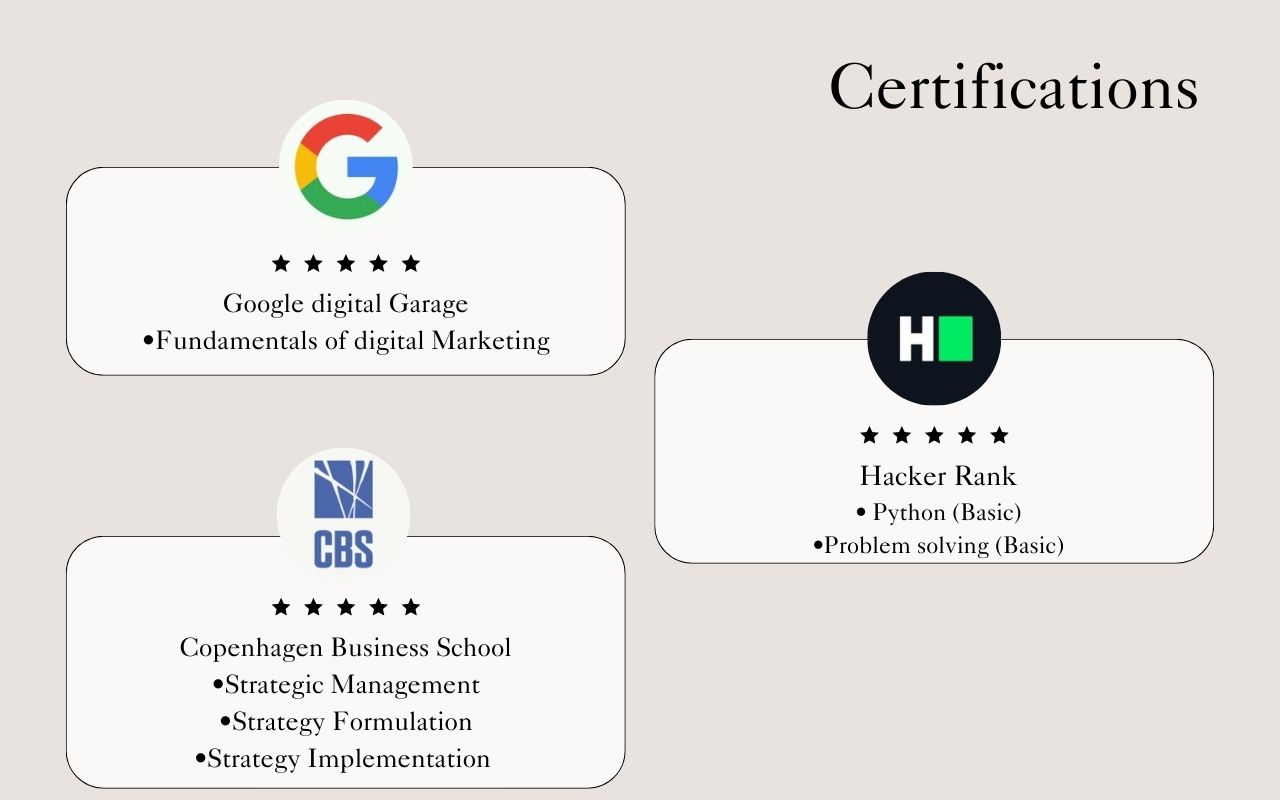 Certifications
Google digital Garage
•Fundamentals of digital Marketing
H
Hacker Rank
• Python (Basic)
•Problem solving (Basic)
CBS
Copenhagen Business School
•Strategic Management
•Strategy Formulation
•Strategy Implementation